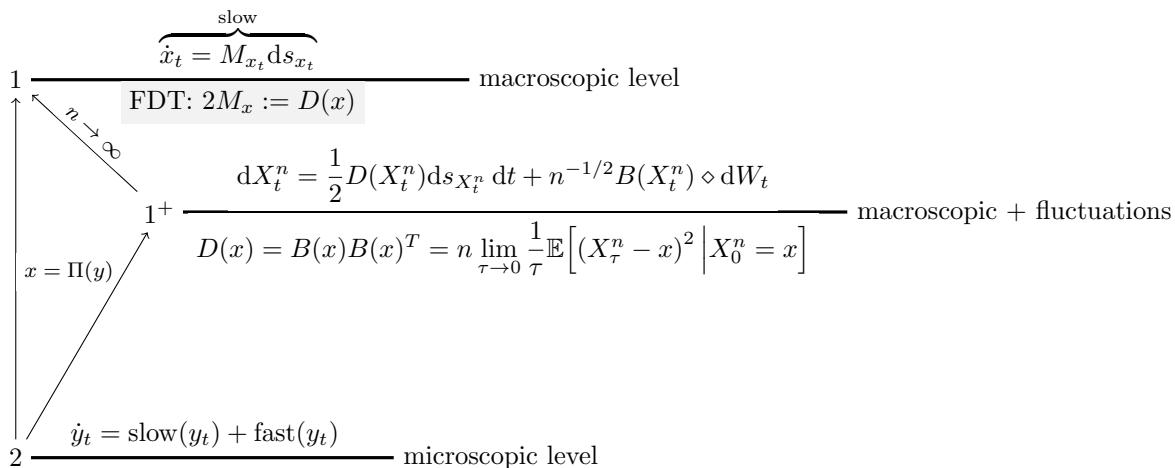 slow
ẋ_t = M_{x_t} ds_{x_t}
1 macroscopic level
FDT: 2M_x := D(x)
n → ∞
dX_t^n = 1/2 D(X_t^n) ds_{X_t^n} dt + n^{-1/2} B(X_t^n) ⋄ dW_t
1^+ macroscopic + fluctuations
D(x) = B(x)B(x)^T = n lim_{τ→0} 1/τ 𝔼[(X_τ^n − x)^2 | X_0^n = x]
x = Π(y)
ẏ_t = slow(y_t) + fast(y_t)
2 microscopic level